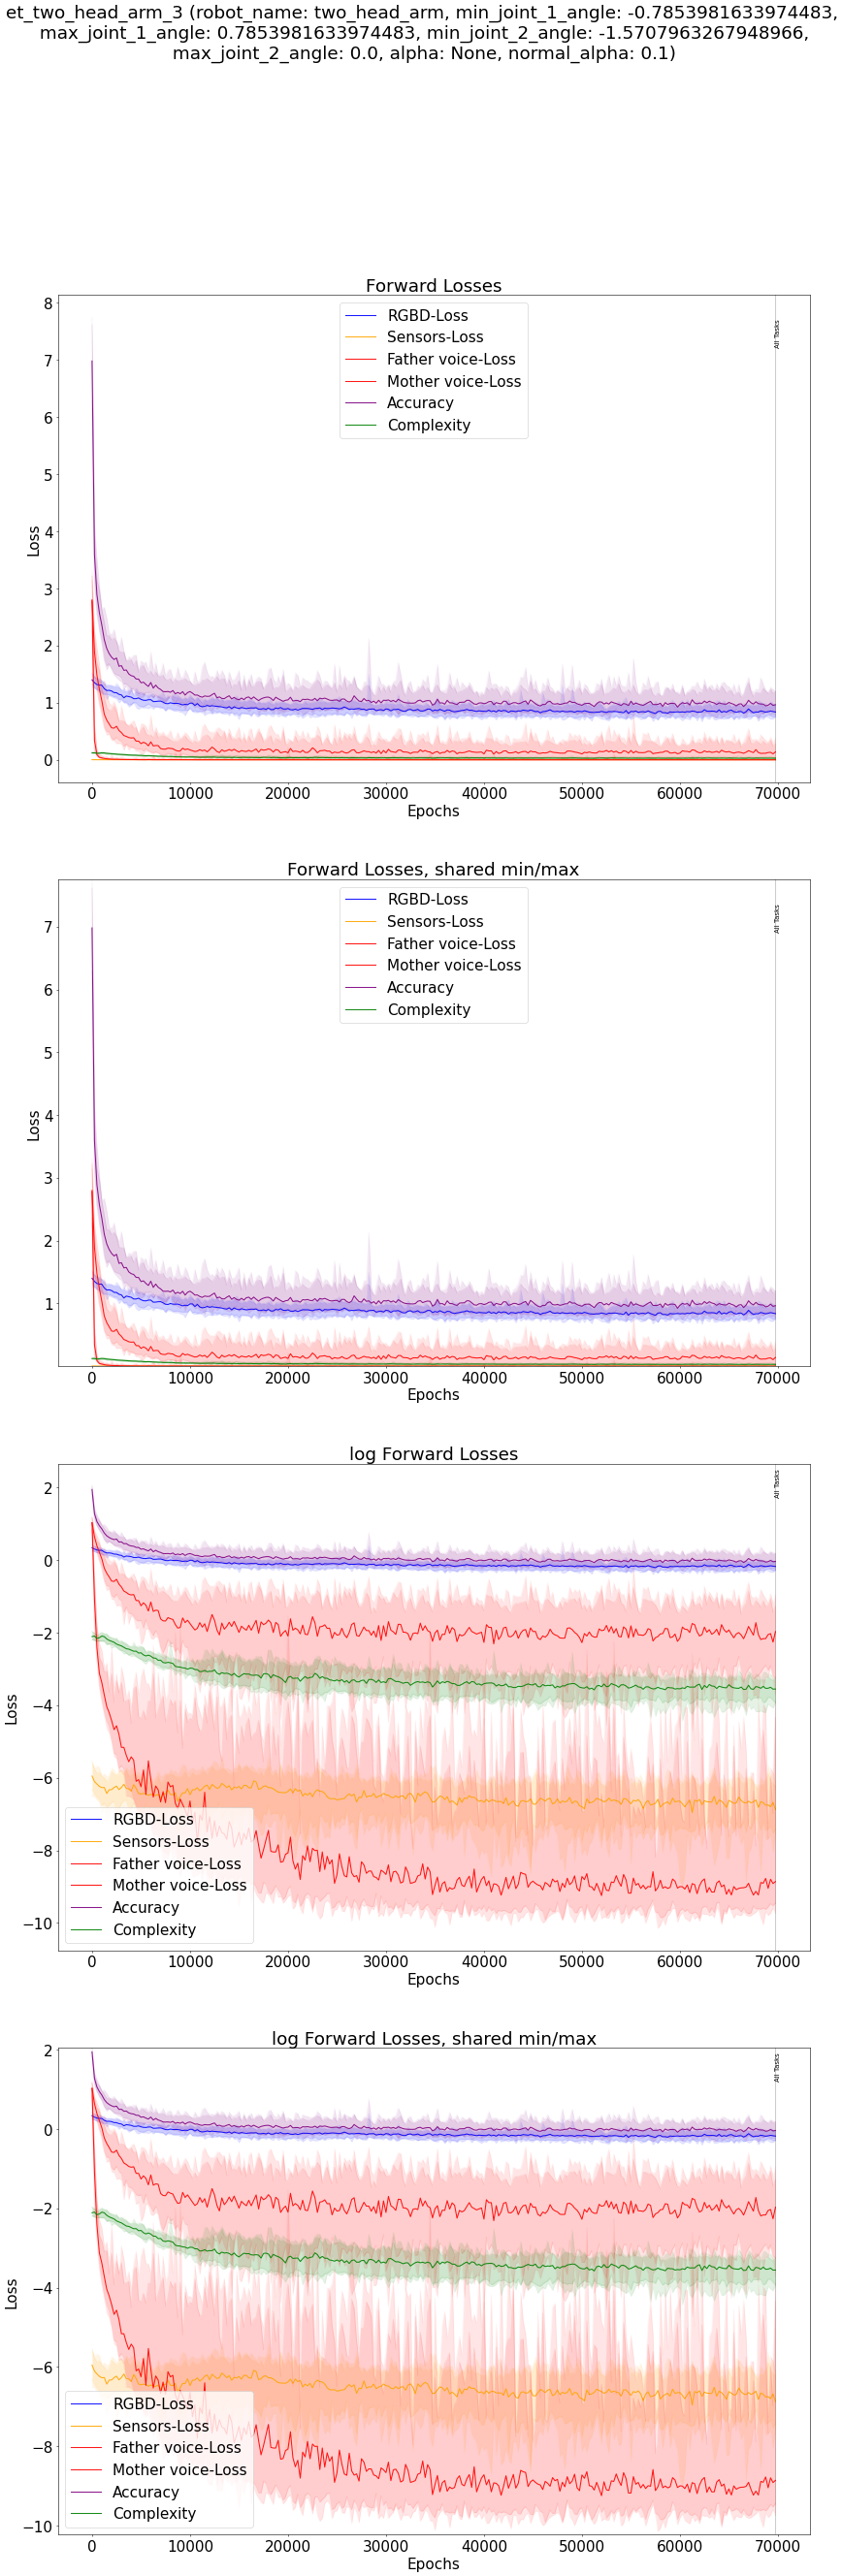 et_two_head_arm_3 (robot_name: two_head_arm, min_joint_1_angle: -0.7853981633974483,
max_joint_1_angle: 0.7853981633974483, min_joint_2_angle: -1.5707963267948966,
max_joint_2_angle: 0.0, alpha: None, normal_alpha: 0.1)
Forward Losses
8
7
6
5
4
3
2
1
0
Loss
RGBD-Loss
Sensors-Loss
Father voice-Loss
Mother voice-Loss
Accuracy
Complexity
All Tasks
0 10000 20000 30000 40000 50000 60000 70000
Epochs
Forward Losses, shared min/max
7
6
5
4
3
2
1
Loss
RGBD-Loss
Sensors-Loss
Father voice-Loss
Mother voice-Loss
Accuracy
Complexity
All Tasks
0 10000 20000 30000 40000 50000 60000 70000
Epochs
log Forward Losses
2
0
−2
−4
−6
−8
−10
Loss
RGBD-Loss
Sensors-Loss
Father voice-Loss
Mother voice-Loss
Accuracy
Complexity
All Tasks
0 10000 20000 30000 40000 50000 60000 70000
Epochs
log Forward Losses, shared min/max
2
0
−2
−4
−6
−8
−10
Loss
RGBD-Loss
Sensors-Loss
Father voice-Loss
Mother voice-Loss
Accuracy
Complexity
All Tasks
0 10000 20000 30000 40000 50000 60000 70000
Epochs